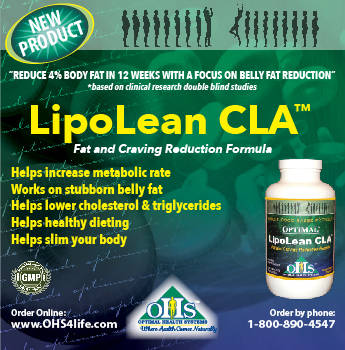 NEW
PRODUCT
“REDUCE 4% BODY FAT IN 12 WEEKS WITH A FOCUS ON BELLY FAT REDUCTION”
*based on clinical research double blind studies
LipoLean CLA™
Fat and Craving Reduction Formula
Helps increase metabolic rate
Works on stubborn belly fat
Helps lower cholesterol & triglycerides
Helps healthy dieting
Helps slim your body
OPTIMAL
LipoLean CLA
OHS
GMP
OHS
OPTIMAL HEALTH SYSTEMS
Where Health Comes Naturally
Order Online:
www.OHS4life.com
Order by phone:
1-800-890-4547